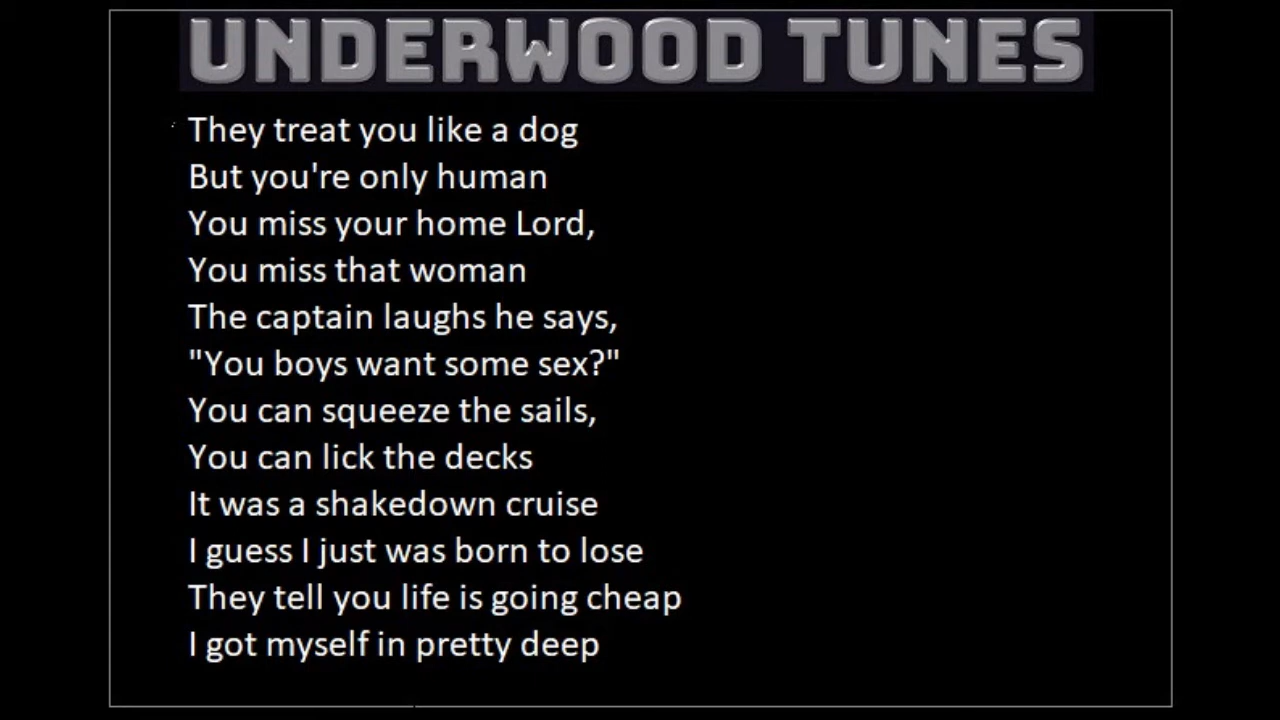 UNDERWOOD TUNES
They treat you like a dog
But you're only human
You miss your home Lord,
You miss that woman
The captain laughs he says,
"You boys want some sex?"
You can squeeze the sails,
You can lick the decks
It was a shakedown cruise
I guess I just was born to lose
They tell you life is going cheap
I got myself in pretty deep